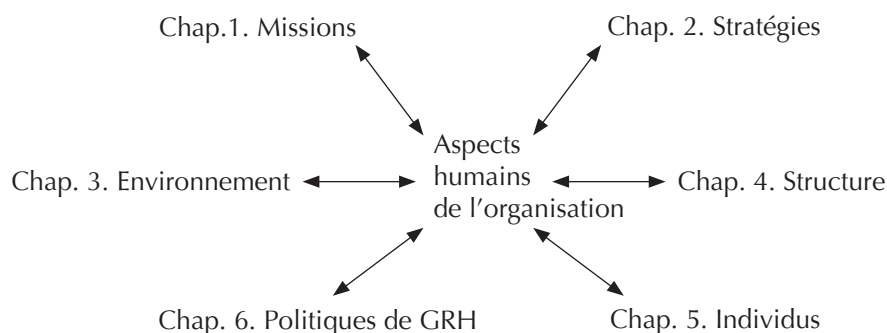 Chap.1. Missions
Chap. 2. Stratégies
Aspects
humains
de l'organisation
Chap. 3. Environnement
Chap. 4. Structure
Chap. 6. Politiques de GRH
Chap. 5. Individus